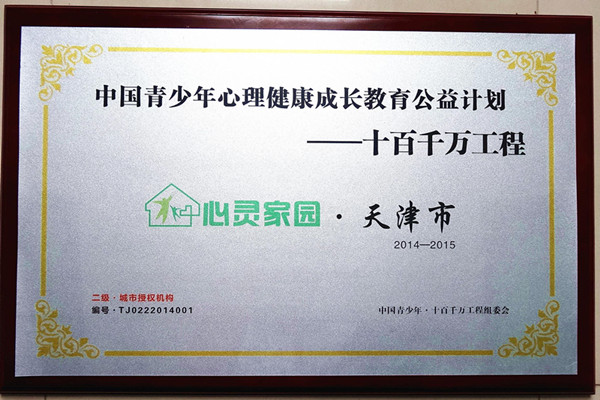 中国青少年心理健康成长教育公益计划
——十百千万工程
心灵家园·天津市
2014—2015
二级·城市授权机构
编号·TJ0222014001
中国青少年·十百千万工程组委会